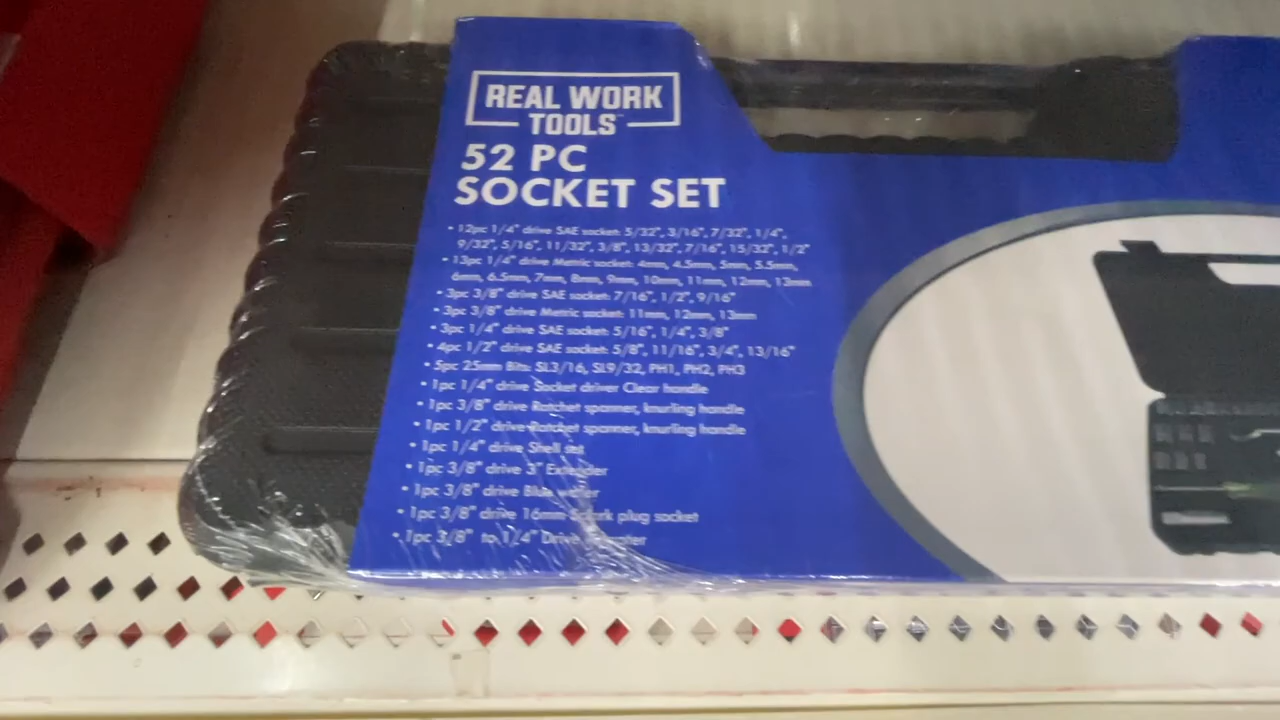 REAL WORK
TOOLS™
52 PC
SOCKET SET
• 12pc 1/4" drive SAE socket: 5/32", 3/16", 7/32", 1/4",
9/32", 5/16", 11/32", 3/8", 13/32", 7/16", 15/32", 1/2"
• 13pc 1/4" drive Metric socket: 4mm, 4.5mm, 5mm, 5.5mm,
6mm, 6.5mm, 7mm, 8mm, 9mm, 10mm, 11mm, 12mm, 13mm
• 3pc 3/8" drive SAE socket: 7/16", 1/2", 9/16"
• 3pc 3/8" drive Metric socket: 11mm, 12mm, 13mm
• 3pc 1/4" drive SAE socket: 5/16", 1/4", 3/8"
• 4pc 1/2" drive SAE socket: 5/8", 11/16", 3/4", 13/16"
• 5pc 25mm Bits: SL3/16, SL9/32, PH1, PH2, PH3
• 1pc 1/4" drive Socket driver Clear handle
• 1pc 3/8" drive Ratchet spanner, knurling handle
• 1pc 1/2" drive Ratchet spanner, knurling handle
• 1pc 1/4" drive Shell set
• 1pc 3/8" drive 3" Extender
• 1pc 3/8" drive Blue
• 1pc 3/8" drive 16mm Spark plug socket
• 1pc 3/8" to 1/4" Drive